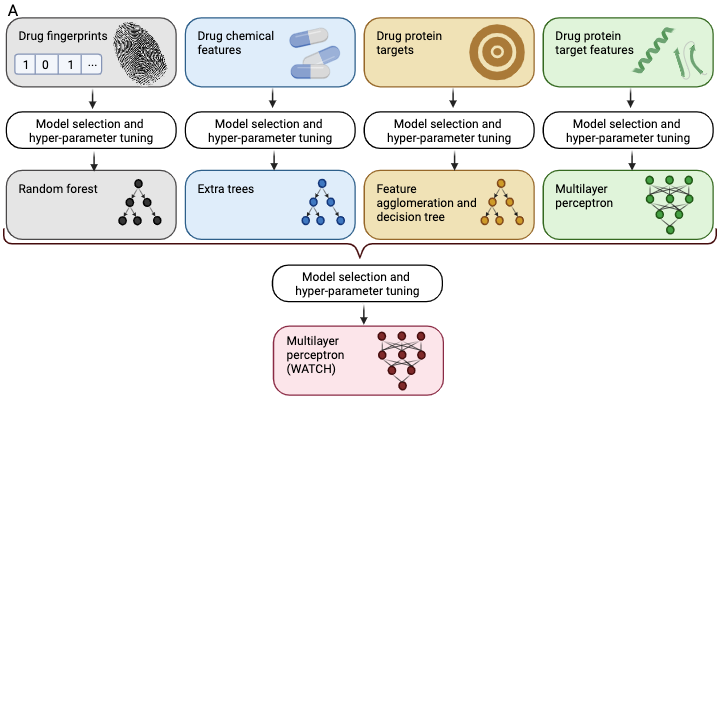 A
Drug fingerprints
1 0 1 ...
Drug chemical
features
Drug protein
targets
Drug protein
target features
Model selection and
hyper-parameter tuning
Model selection and
hyper-parameter tuning
Model selection and
hyper-parameter tuning
Model selection and
hyper-parameter tuning
Random forest
Extra trees
Feature
agglomeration and
decision tree
Multilayer
perceptron
Model selection and
hyper-parameter tuning
Multilayer
perceptron
(WATCH)